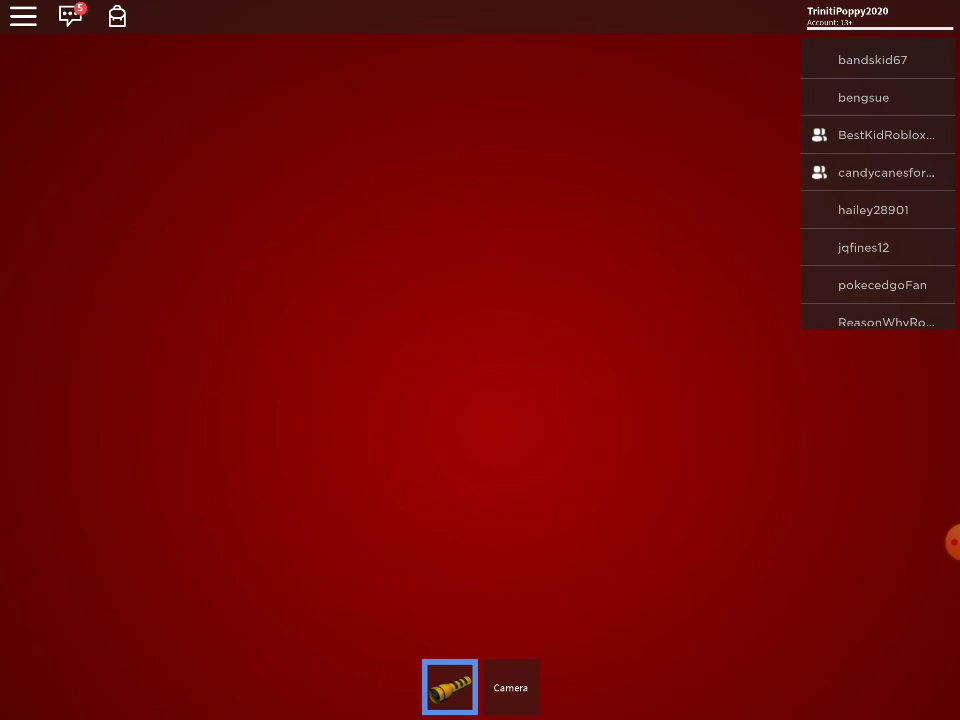 5
TrinitiPoppy2020
Account: 13+
bandskid67
bengsue
BestKidRoblox...
candycanesfor...
hailey28901
jqfines12
pokecedgoFan
ReasonWhyRo...
Camera